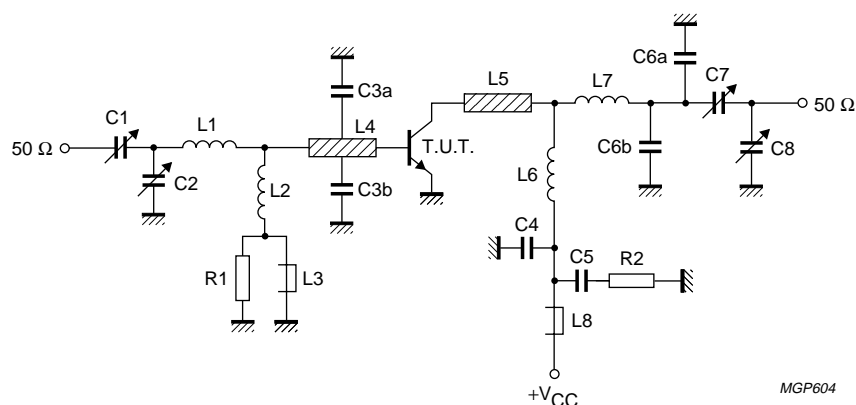 C6a
C7
C3a
L5
L7
C1
L1
L4
50 Ω
50 Ω
T.U.T.
C2
C6b
C8
L2
C3b
L6
C4
C5
R2
R1
L3
L8
+VCC
MGP604